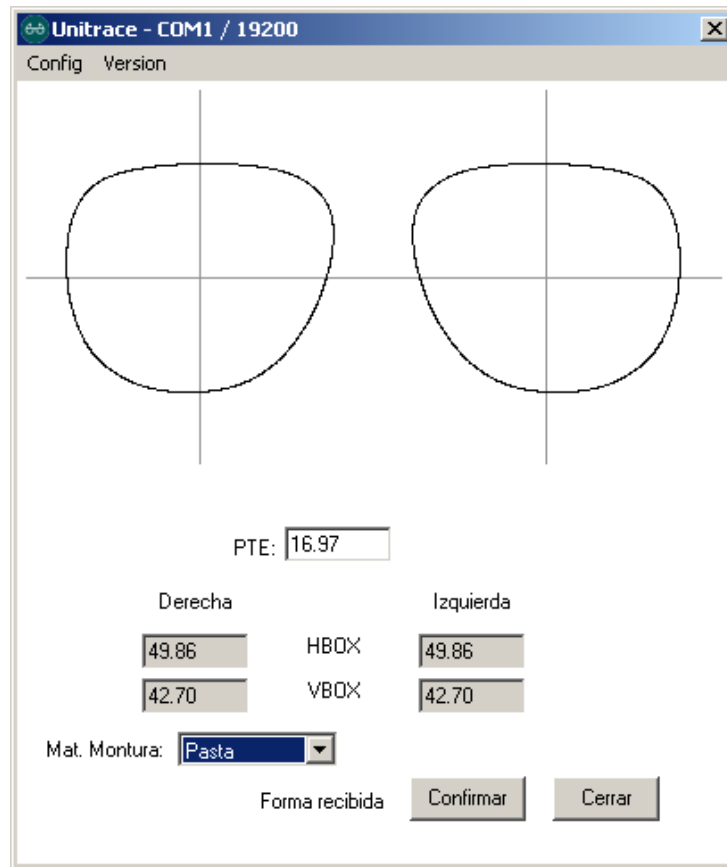 Unitrace - COM1 / 19200
Config Version
PTE: 16.97
Derecha Izquierda
49.86 HBOX 49.86
42.70 VBOX 42.70
Mat. Montura: Pasta
Forma recibida Confirmar Cerrar